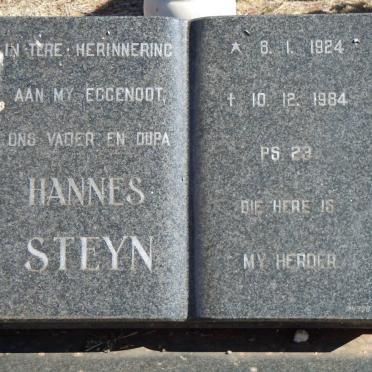 IN TERE HERINNERING
AAN MY EGGENOOT,
ONS VADER EN OUPA
HANNES
STEYN
★ 8. 1. 1924
† 10. 12. 1984
PS 23
DIE HERE IS
MY HERDER